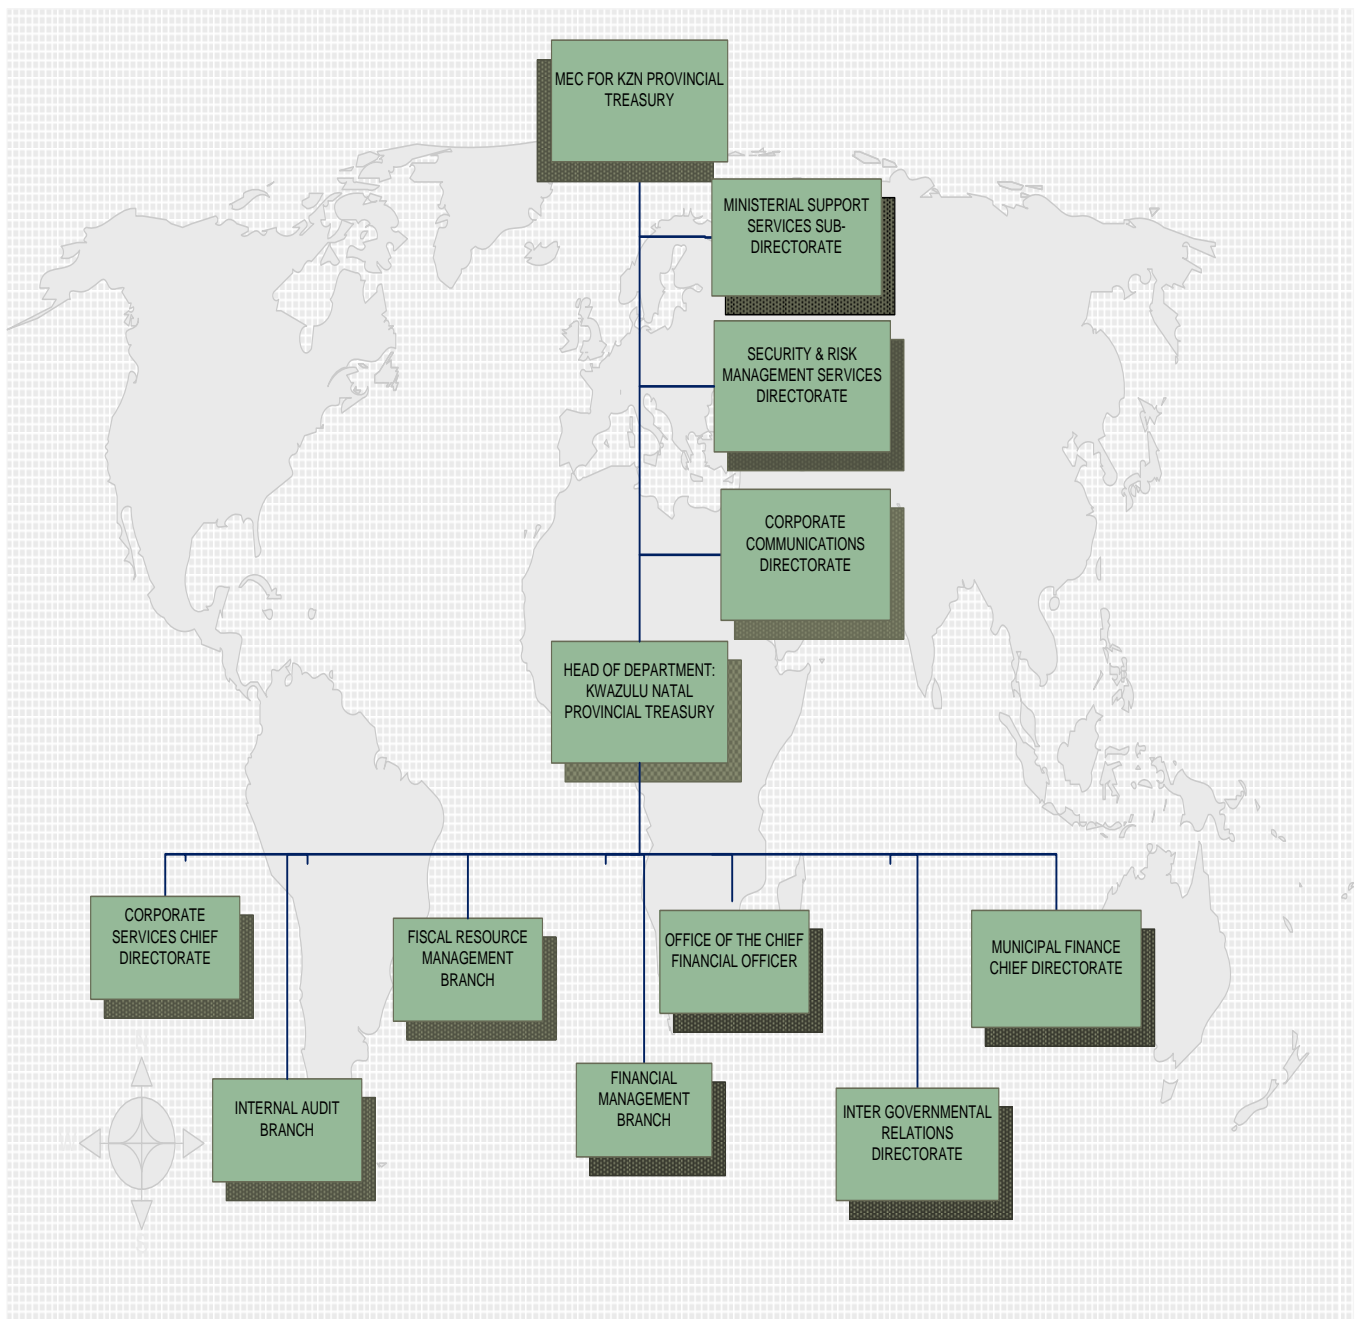 MEC FOR KZN PROVINCIAL
TREASURY
MINISTERIAL SUPPORT
SERVICES SUB-
DIRECTORATE
SECURITY & RISK
MANAGEMENT SERVICES
DIRECTORATE
CORPORATE
COMMUNICATIONS
DIRECTORATE
HEAD OF DEPARTMENT:
KWAZULU NATAL
PROVINCIAL TREASURY
CORPORATE
SERVICES CHIEF
DIRECTORATE
FISCAL RESOURCE
MANAGEMENT
BRANCH
OFFICE OF THE CHIEF
FINANCIAL OFFICER
MUNICIPAL FINANCE
CHIEF DIRECTORATE
INTERNAL AUDIT
BRANCH
FINANCIAL
MANAGEMENT
BRANCH
INTER GOVERNMENTAL
RELATIONS
DIRECTORATE